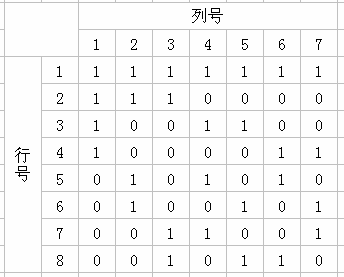 列号
1 2 3 4 5 6 7
行号
1 1 1 1 1 1 1 1
2 1 1 1 0 0 0 0
3 1 0 0 1 1 0 0
4 1 0 0 0 0 1 1
5 0 1 0 1 0 1 0
6 0 1 0 0 1 0 1
7 0 0 1 1 0 0 1
8 0 0 1 0 1 1 0